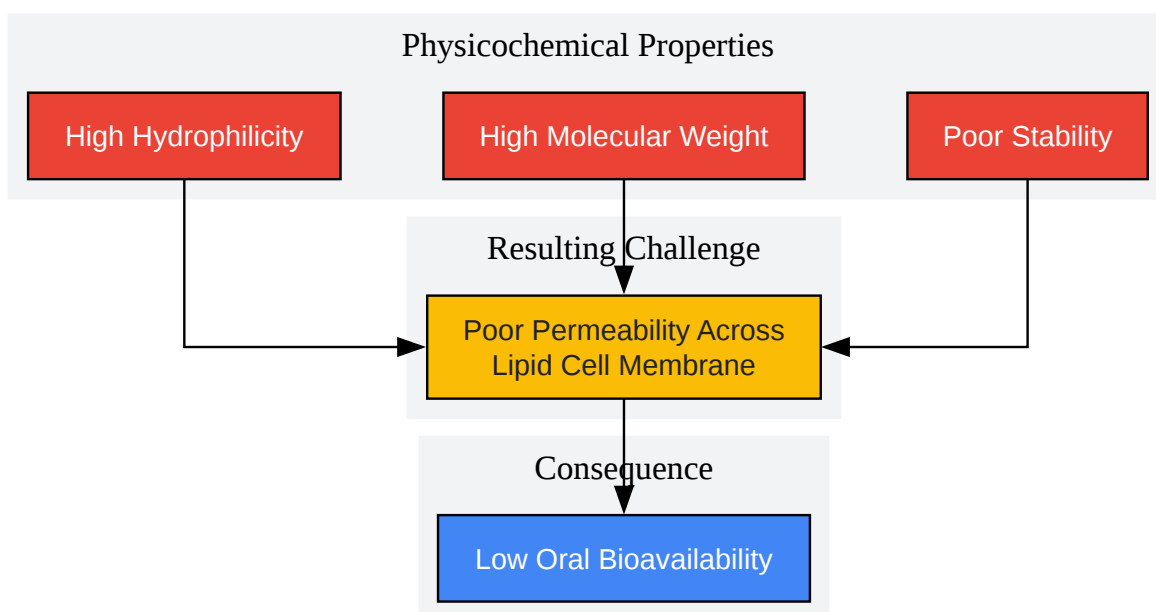 Physicochemical Properties
High Hydrophilicity
High Molecular Weight
Poor Stability
Resulting Challenge
Poor Permeability Across
Lipid Cell Membrane
Consequence
Low Oral Bioavailability